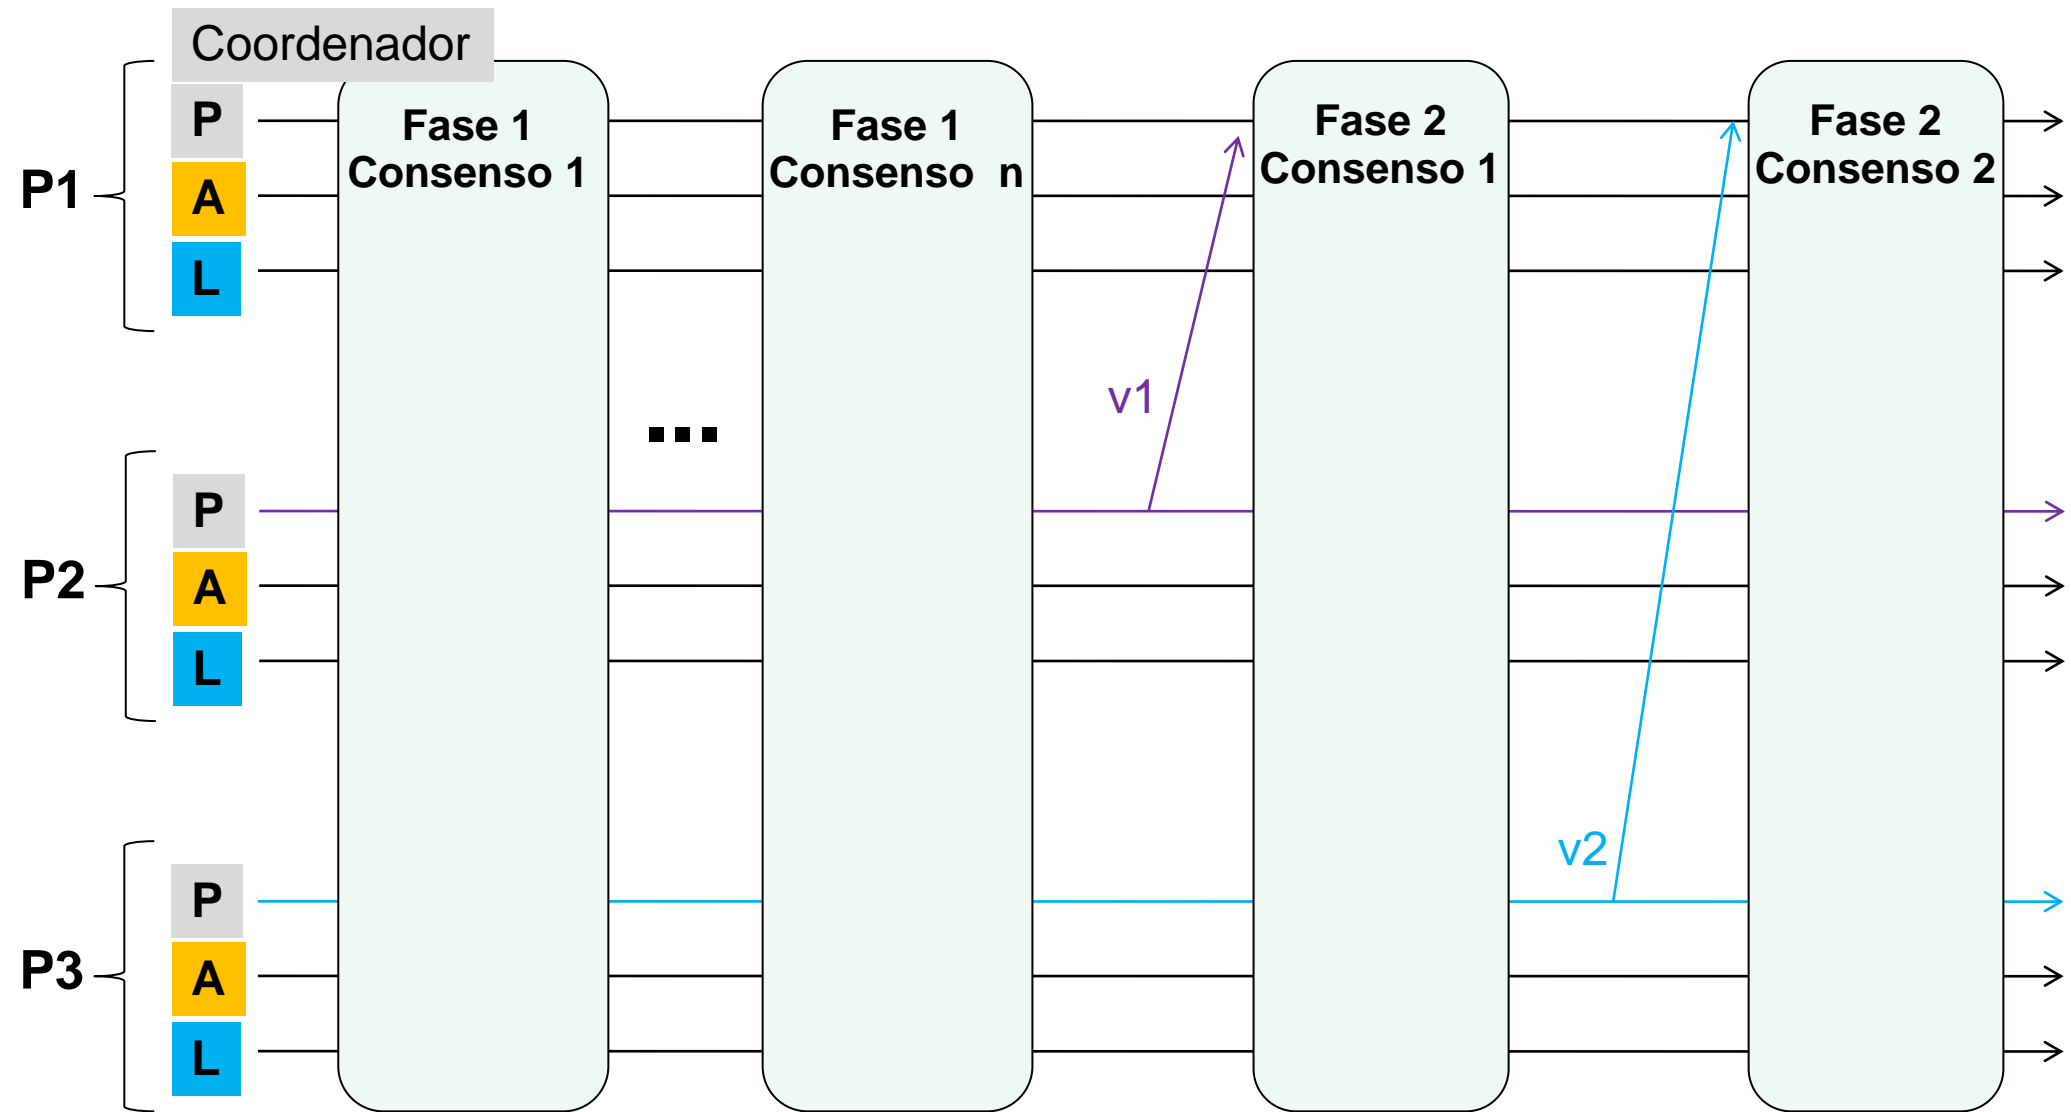 Coordenador
P1
P
A
L
Fase 1
Consenso 1
...
Fase 1
Consenso n
v1
Fase 2
Consenso 1
v2
Fase 2
Consenso 2
P2
P
A
L
P3
P
A
L